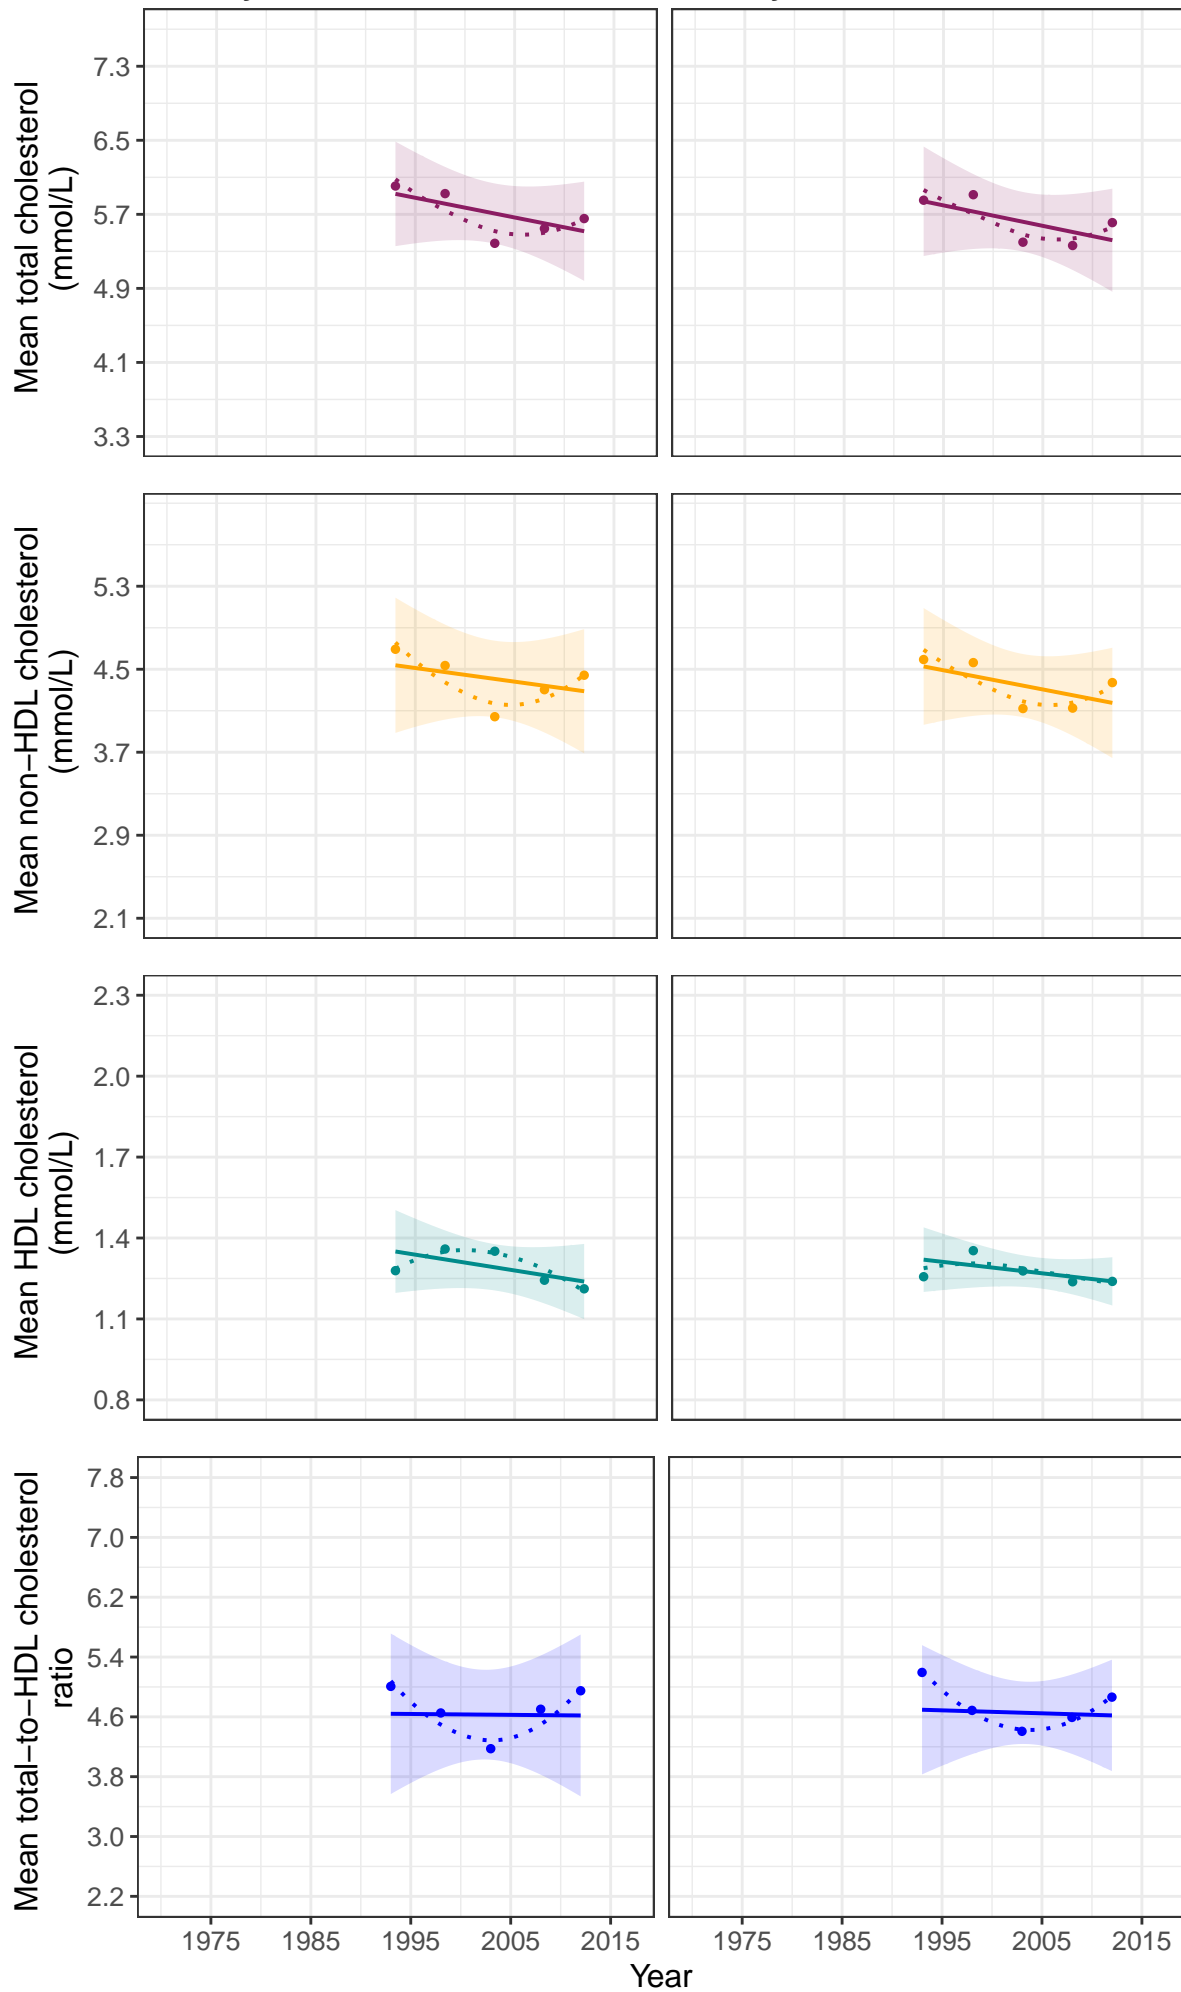 Mean total cholesterol
(mmol/L)
7.3
6.5
5.7
4.9
4.1
3.3
Mean non−HDL cholesterol
(mmol/L)
5.3
4.5
3.7
2.9
2.1
Mean HDL cholesterol
(mmol/L)
2.3
2.0
1.7
1.4
1.1
0.8
Mean total−to−HDL cholesterol
ratio
7.8
7.0
6.2
5.4
4.6
3.8
3.0
2.2
1975 1985 1995 2005 2015 1975 1985 1995 2005 2015
Year